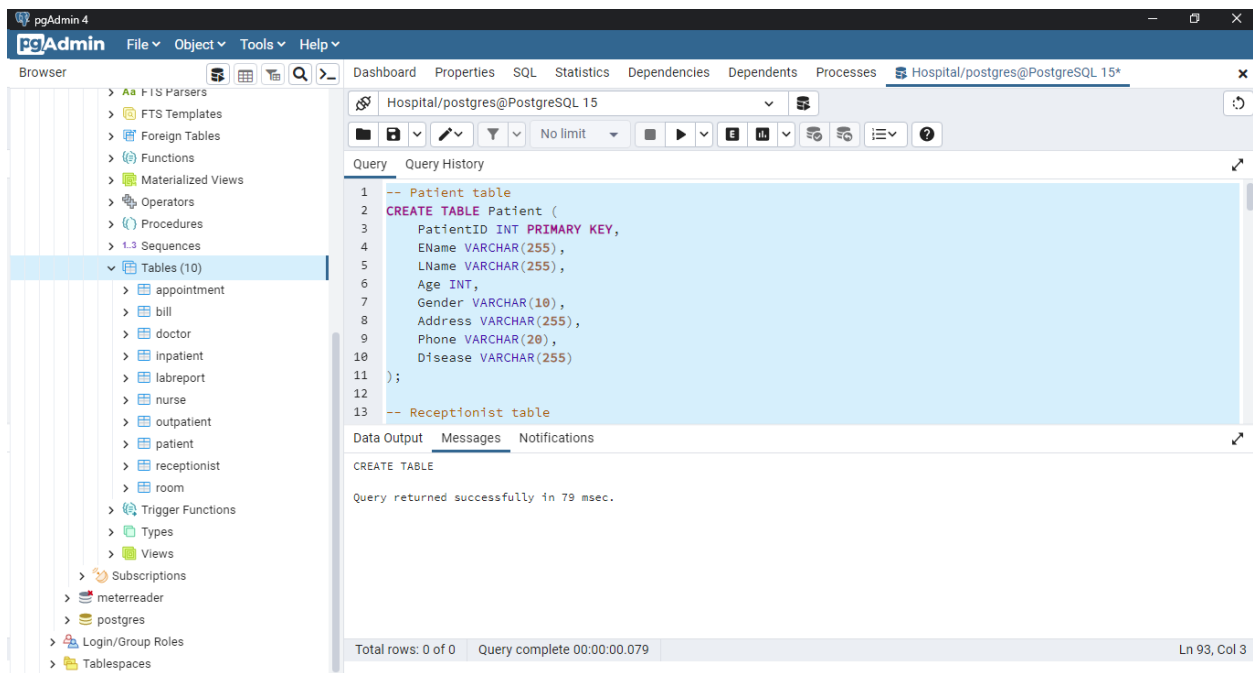 pgAdmin 4
pgAdmin File Object Tools Help
Browser
Aa FTS Parsers
FTS Templates
Foreign Tables
Functions
Materialized Views
Operators
Procedures
1..3 Sequences
Tables (10)
appointment
bill
doctor
inpatient
labreport
nurse
outpatient
patient
receptionist
room
Trigger Functions
Types
Views
Subscriptions
meterreader
postgres
Login/Group Roles
Tablespaces
Dashboard Properties SQL Statistics Dependencies Dependents Processes Hospital/postgres@PostgreSQL 15*
Hospital/postgres@PostgreSQL 15
No limit E
Query Query History
1 -- Patient table
2 CREATE TABLE Patient (
3 PatientID INT PRIMARY KEY,
4 EName VARCHAR(255),
5 LName VARCHAR(255),
6 Age INT,
7 Gender VARCHAR(10),
8 Address VARCHAR(255),
9 Phone VARCHAR(20),
10 Disease VARCHAR(255)
11 );
12
13 -- Receptionist table
Data Output Messages Notifications
CREATE TABLE
Query returned successfully in 79 msec.
Total rows: 0 of 0 Query complete 00:00:00.079 Ln 93, Col 3